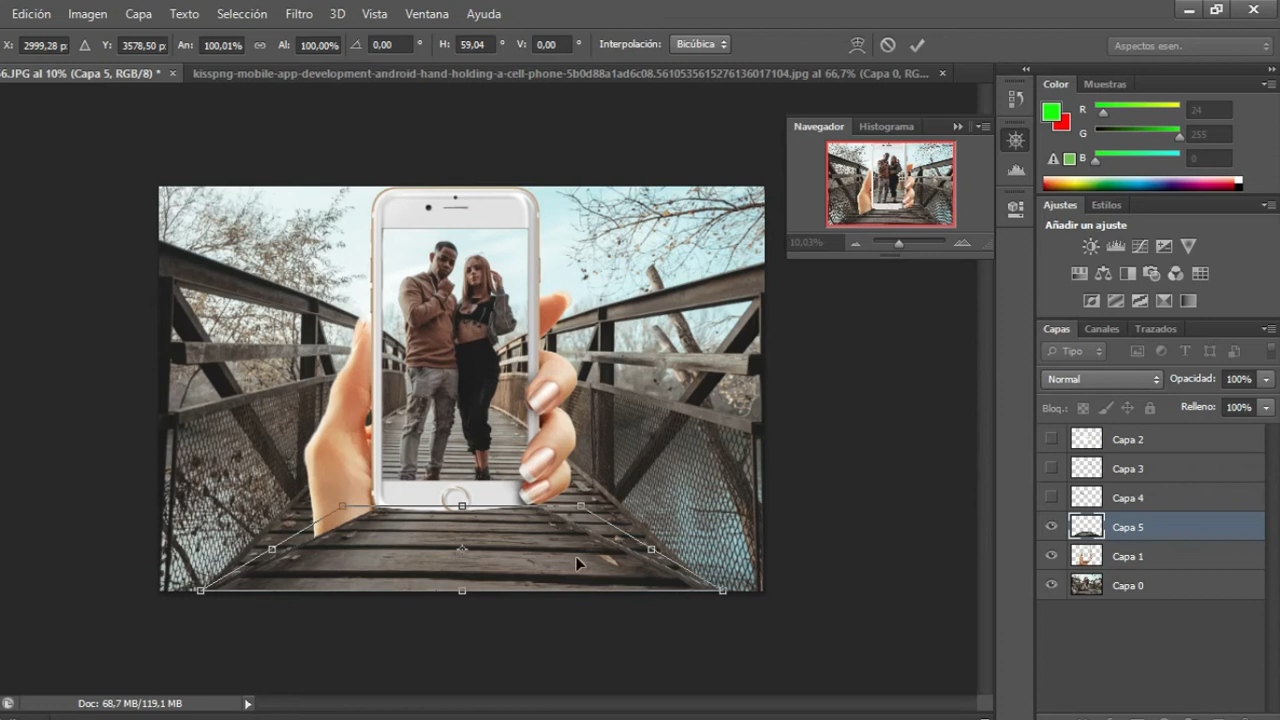 Edición Imagen Capa Texto Selección Filtro 3D Vista Ventana Ayuda
X: 2999,28 p: Y: 3578,50 p: An: 100,01% Al: 100,00% 0,00 ° H: 59,04 ° V: 0,00 ° Interpolación: Bicúbica Aspectos esen.
6.JPG al 10% (Capa 5, RGB/8) * × kisspng-mobile-app-development-android-hand-holding-a-cell-phone-5b0d88a1ad6c08.5610535615276136017104.jpg al 66,7% (Capa 0, RG... ×
Navegador Histograma
10,03%
Color Muestras
R 24
G 255
B 0
Ajustes Estilos
Añadir un ajuste
Capas Canales Trazados
Tipo
Normal Opacidad: 100%
Bloq.: Relleno: 100%
Capa 2
Capa 3
Capa 4
Capa 5
Capa 1
Capa 0
Doc: 68,7 MB/119,1 MB